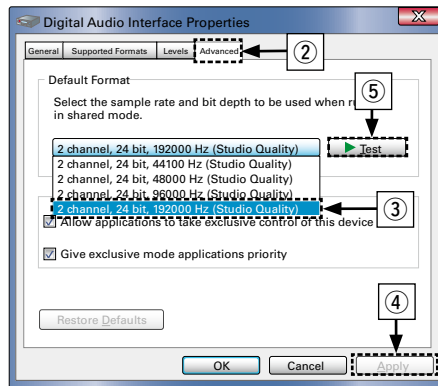 Digital Audio Interface Properties
General Supported Formats Levels Advanced
②
Default Format
⑤
Select the sample rate and bit depth to be used when
in shared mode.
2 channel, 24 bit, 192000 Hz (Studio Quality)
Test
2 channel, 24 bit, 44100 Hz (Studio Quality)
2 channel, 24 bit, 48000 Hz (Studio Quality)
2 channel, 24 bit, 96000 Hz (Studio Quality)
2 channel, 24 bit, 192000 Hz (Studio Quality)
③
Allow applications to take exclusive control of this device
Give exclusive mode applications priority
④
Restore Defaults
OK Cancel Apply